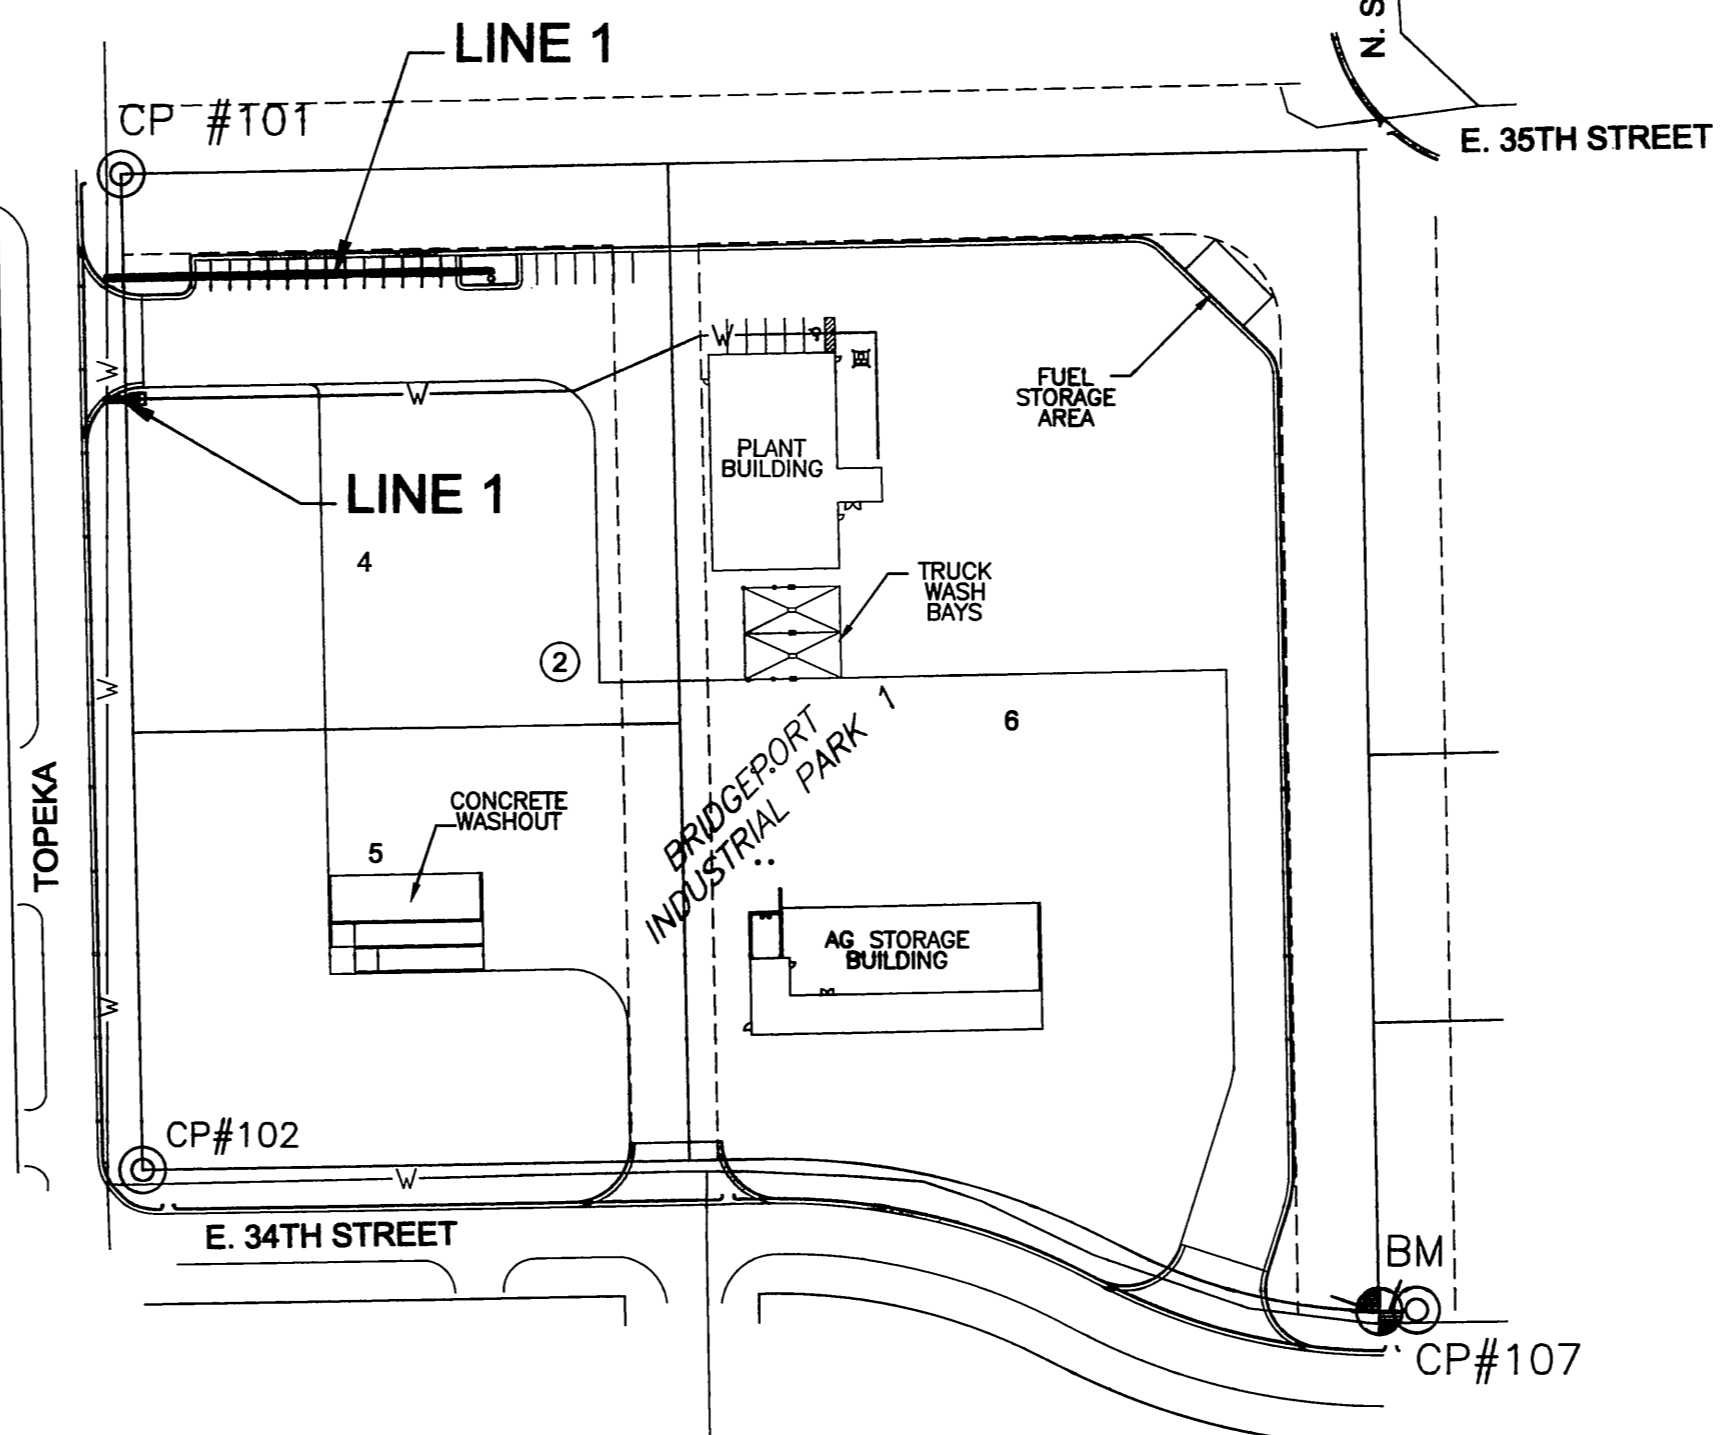 LINE 1
N. S
CP #101
E. 35TH STREET
W
FUEL
STORAGE
AREA
W
W
PLANT
BUILDING
LINE 1
4
TRUCK
WASH
BAYS
2
W
1
6
BRIDGEPORT
INDUSTRIAL PARK
TOPEKA
CONCRETE
WASHOUT
5
AG STORAGE
BUILDING
W
CP#102
W
E. 34TH STREET
BM
CP#107